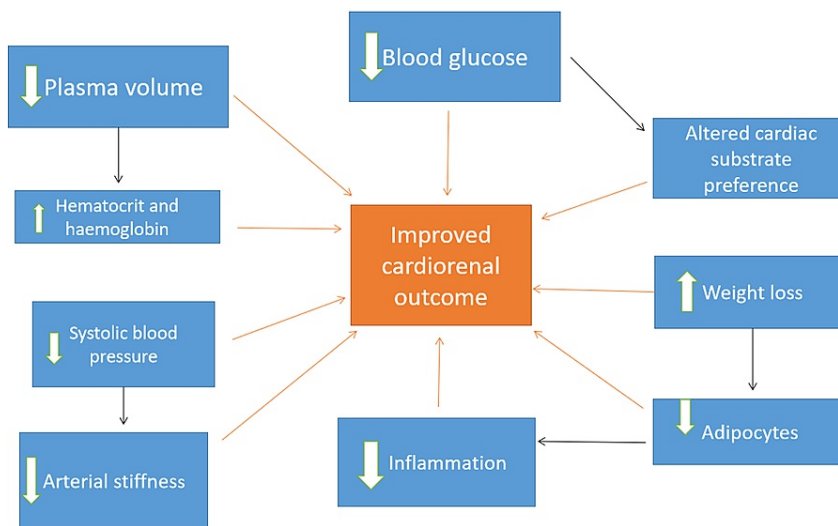 Plasma volume
Blood glucose
Altered cardiac
substrate
preference
Hematocrit and
haemoglobin
Improved
cardiorenal
outcome
Weight loss
Systolic blood
pressure
Adipocytes
Inflammation
Arterial stiffness